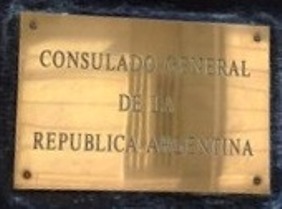 CONSULADO GENERAL
DE LA
REPUBLICA ARGENTINA